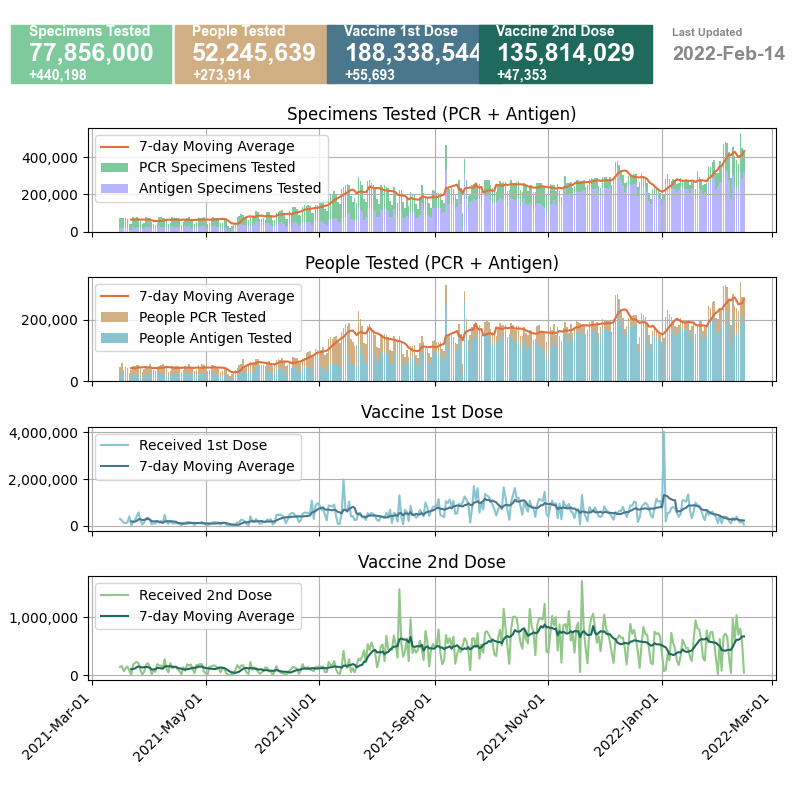 Specimens Tested
77,856,000
+440,198
People Tested
52,245,639
+273,914
Vaccine 1st Dose
188,338,544
+55,693
Vaccine 2nd Dose
135,814,029
+47,353
Last Updated
2022-Feb-14
Specimens Tested (PCR + Antigen)
7-day Moving Average
PCR Specimens Tested
Antigen Specimens Tested
400,000
200,000
0
People Tested (PCR + Antigen)
7-day Moving Average
People PCR Tested
People Antigen Tested
200,000
0
Vaccine 1st Dose
Received 1st Dose
7-day Moving Average
4,000,000
2,000,000
0
Vaccine 2nd Dose
Received 2nd Dose
7-day Moving Average
1,000,000
0
2021-Mar-01
2021-May-01
2021-Jul-01
2021-Sep-01
2021-Nov-01
2022-Jan-01
2022-Mar-01